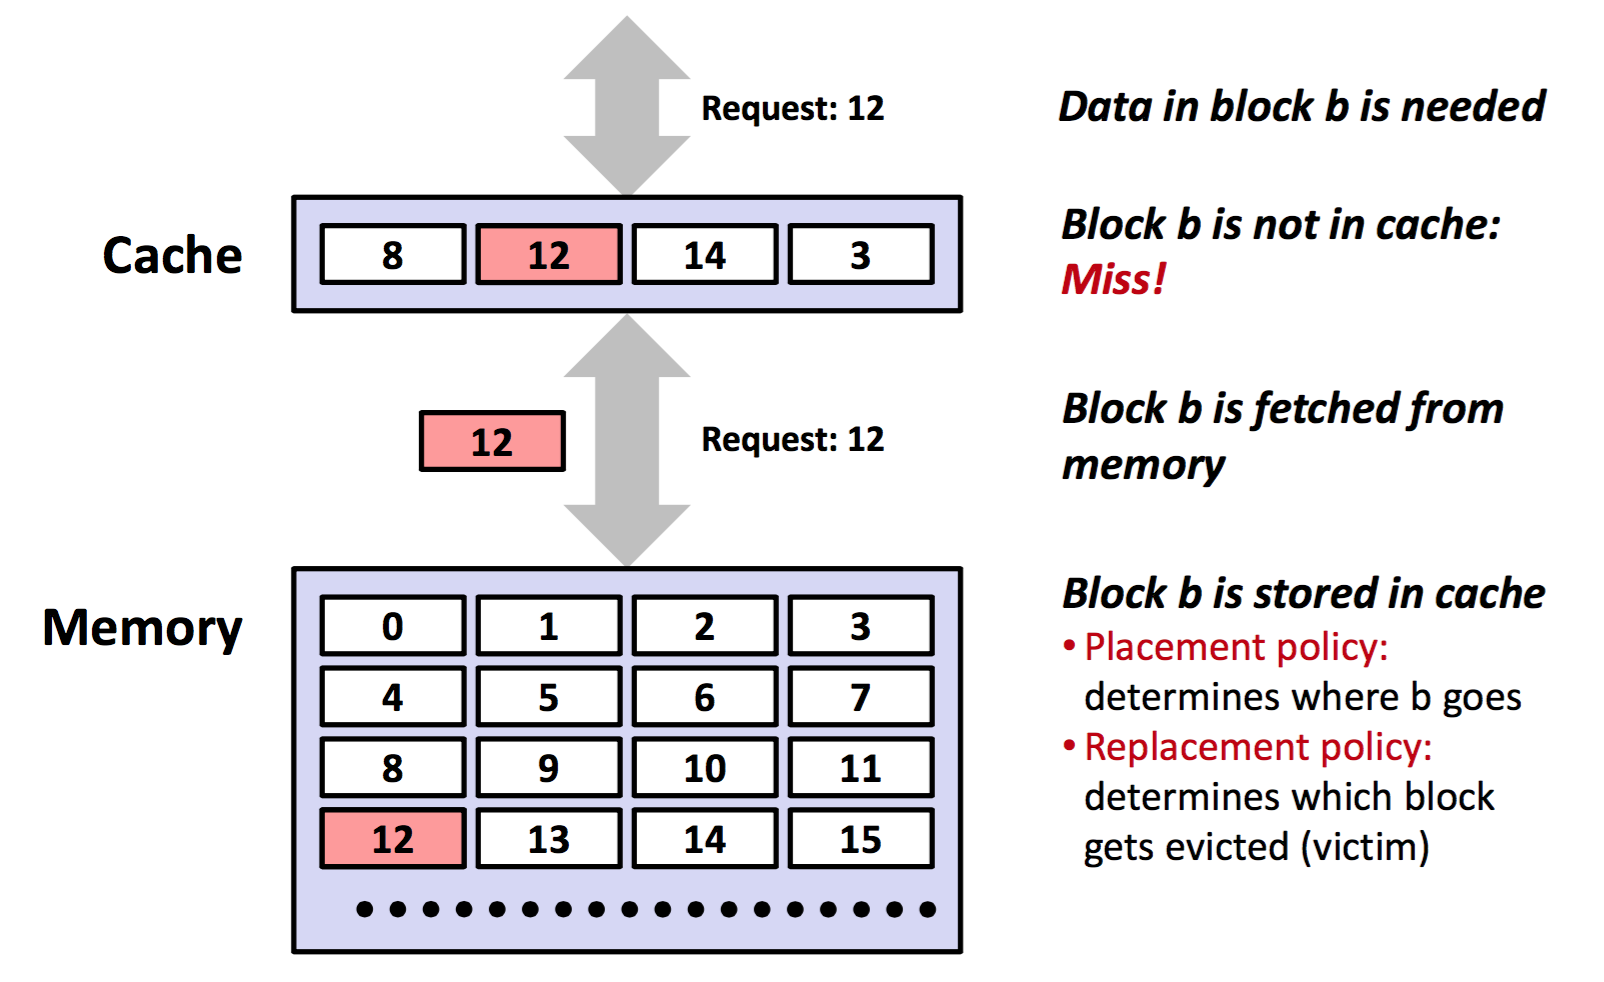 Request: 12
Data in block b is needed
Cache
8 12 14 3
Block b is not in cache:
Miss!
12
Request: 12
Block b is fetched from
memory
Memory
0 1 2 3
4 5 6 7
8 9 10 11
12 13 14 15
Block b is stored in cache
• Placement policy:
determines where b goes
• Replacement policy:
determines which block
gets evicted (victim)